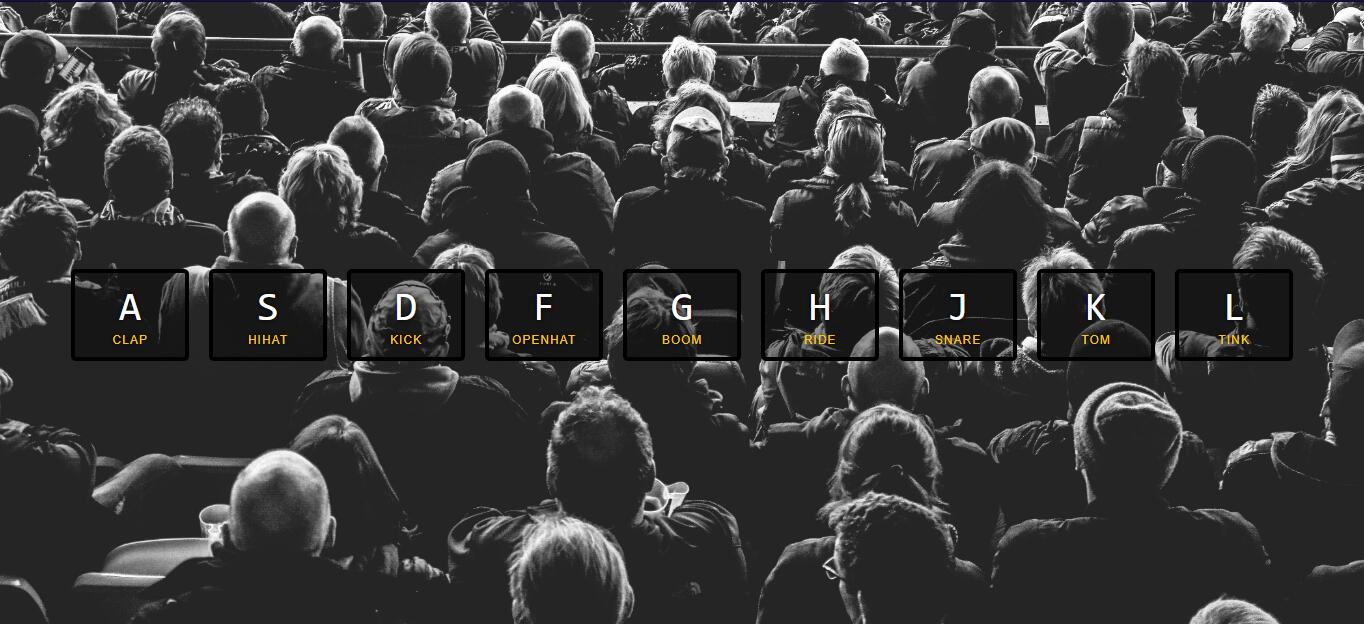 A S D F G H J K L
CLAP HIHAT KICK OPENHAT BOOM RIDE SNARE TOM TINK